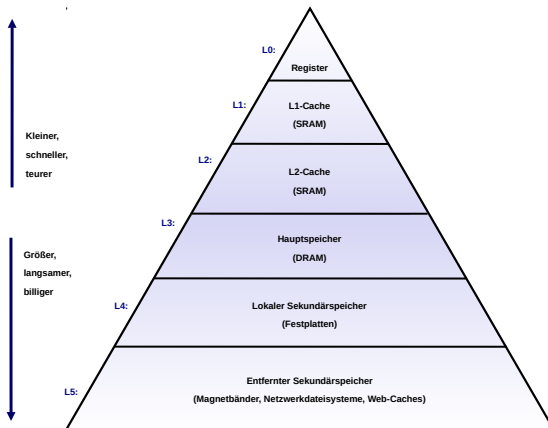 L0:
Register
L1:
L1-Cache
(SRAM)
Kleiner,
schneller,
teurer
L2:
L2-Cache
(SRAM)
L3:
Hauptspeicher
(DRAM)
Größer,
langsamer,
billiger
L4:
Lokaler Sekundärspeicher
(Festplatten)
L5:
Entfernter Sekundärspeicher
(Magnetbänder, Netzwerkdateisysteme, Web-Caches)